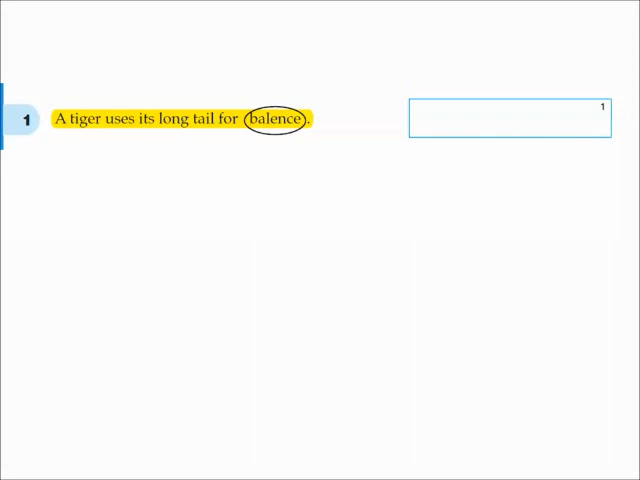 1 A tiger uses its long tail for balence . 1